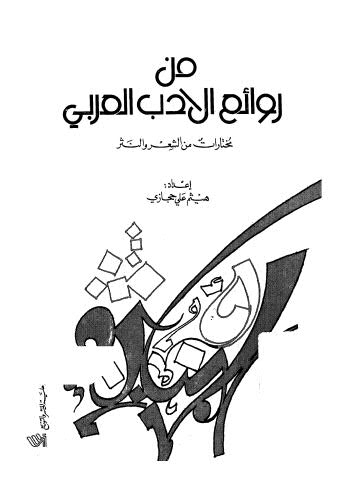 من
روائع الأدب العربي
مختارات من الشعر والنثر
إعداد:
هيثم علي حجازي